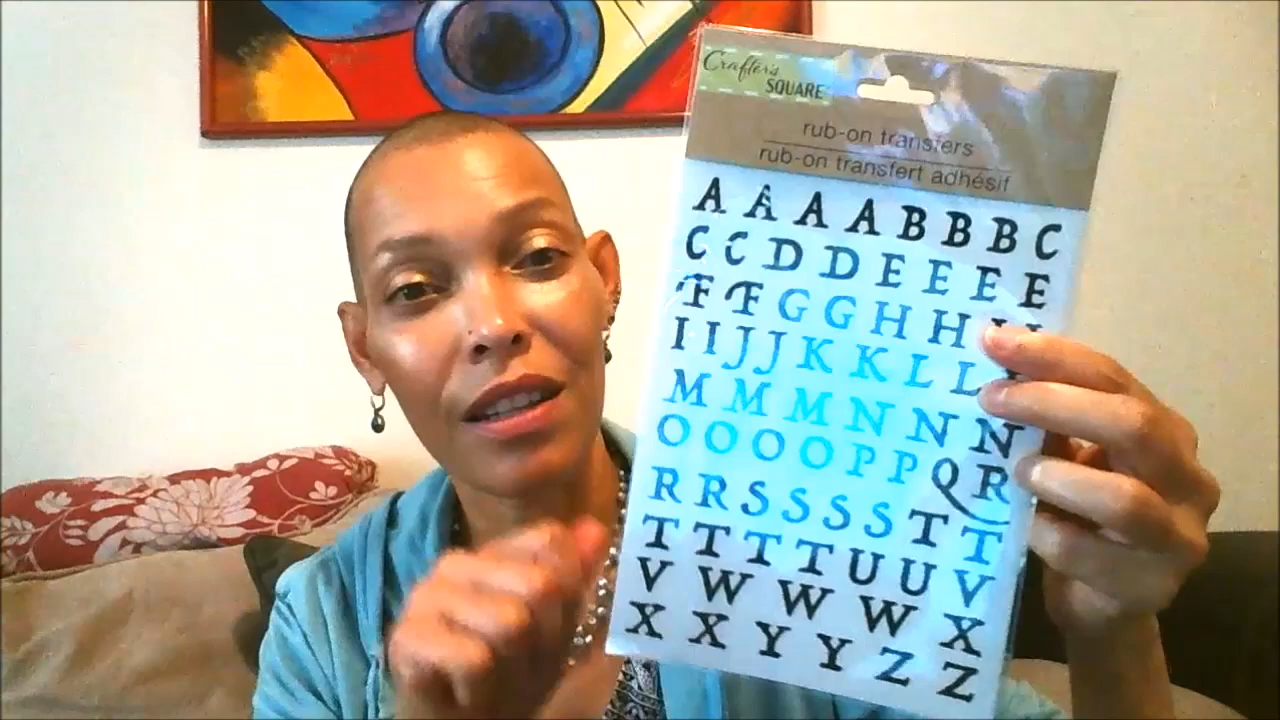 Crafter's
SQUARE
rub-on transfers
rub-on transfert adhésif
A A A A B B B C
C C D D E E E E
F F G G H H
I I J J K K L L
M M M N N N
O O O O P P Q R
R R S S S S T T
T T T T U U V
V W W W X
X X Y Y Z Z